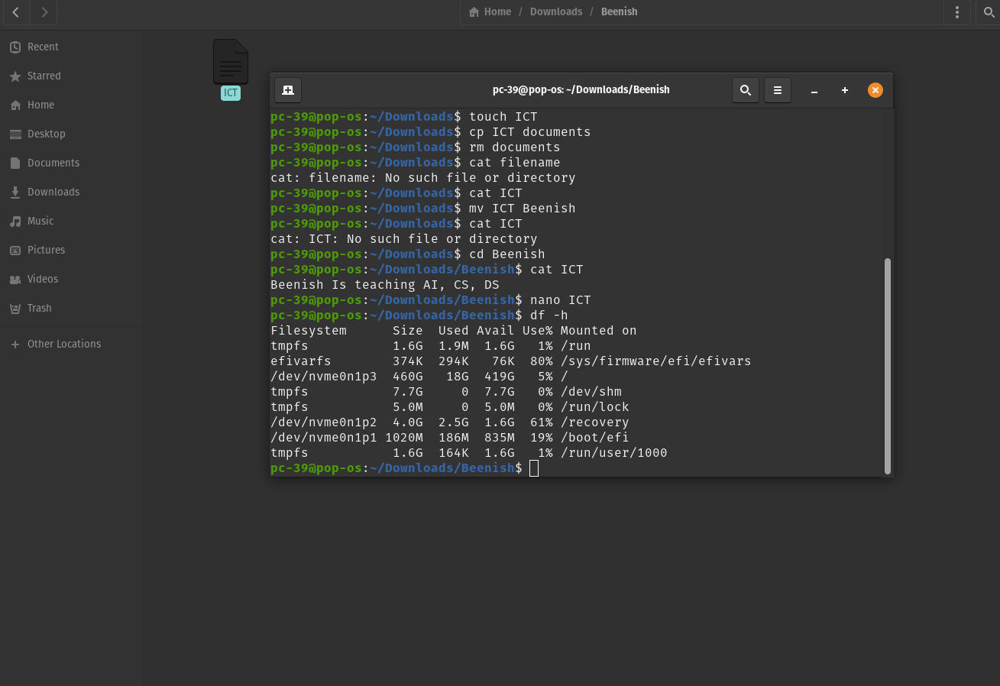 Home / Downloads / Beenish
Recent
Starred
Home
Desktop
Documents
Downloads
Music
Pictures
Videos
Trash
Other Locations
ICT
pc-39@pop-os: ~/Downloads/Beenish
pc-39@pop-os:~/Downloads$ touch ICT
pc-39@pop-os:~/Downloads$ cp ICT documents
pc-39@pop-os:~/Downloads$ rm documents
pc-39@pop-os:~/Downloads$ cat filename
cat: filename: No such file or directory
pc-39@pop-os:~/Downloads$ cat ICT
pc-39@pop-os:~/Downloads$ mv ICT Beenish
pc-39@pop-os:~/Downloads$ cat ICT
cat: ICT: No such file or directory
pc-39@pop-os:~/Downloads$ cd Beenish
pc-39@pop-os:~/Downloads/Beenish$ cat ICT
Beenish Is teaching AI, CS, DS
pc-39@pop-os:~/Downloads/Beenish$ nano ICT
pc-39@pop-os:~/Downloads/Beenish$ df -h
Filesystem      Size  Used Avail Use% Mounted on
tmpfs           1.6G  1.9M  1.6G   1% /run
efivarfs        374K  294K   76K  80% /sys/firmware/efi/efivars
/dev/nvme0n1p3  460G   18G  419G   5% /
tmpfs           7.7G     0  7.7G   0% /dev/shm
tmpfs           5.0M     0  5.0M   0% /run/lock
/dev/nvme0n1p2  4.0G  2.5G  1.6G  61% /recovery
/dev/nvme0n1p1 1020M  186M  835M  19% /boot/efi
tmpfs           1.6G  164K  1.6G   1% /run/user/1000
pc-39@pop-os:~/Downloads/Beenish$